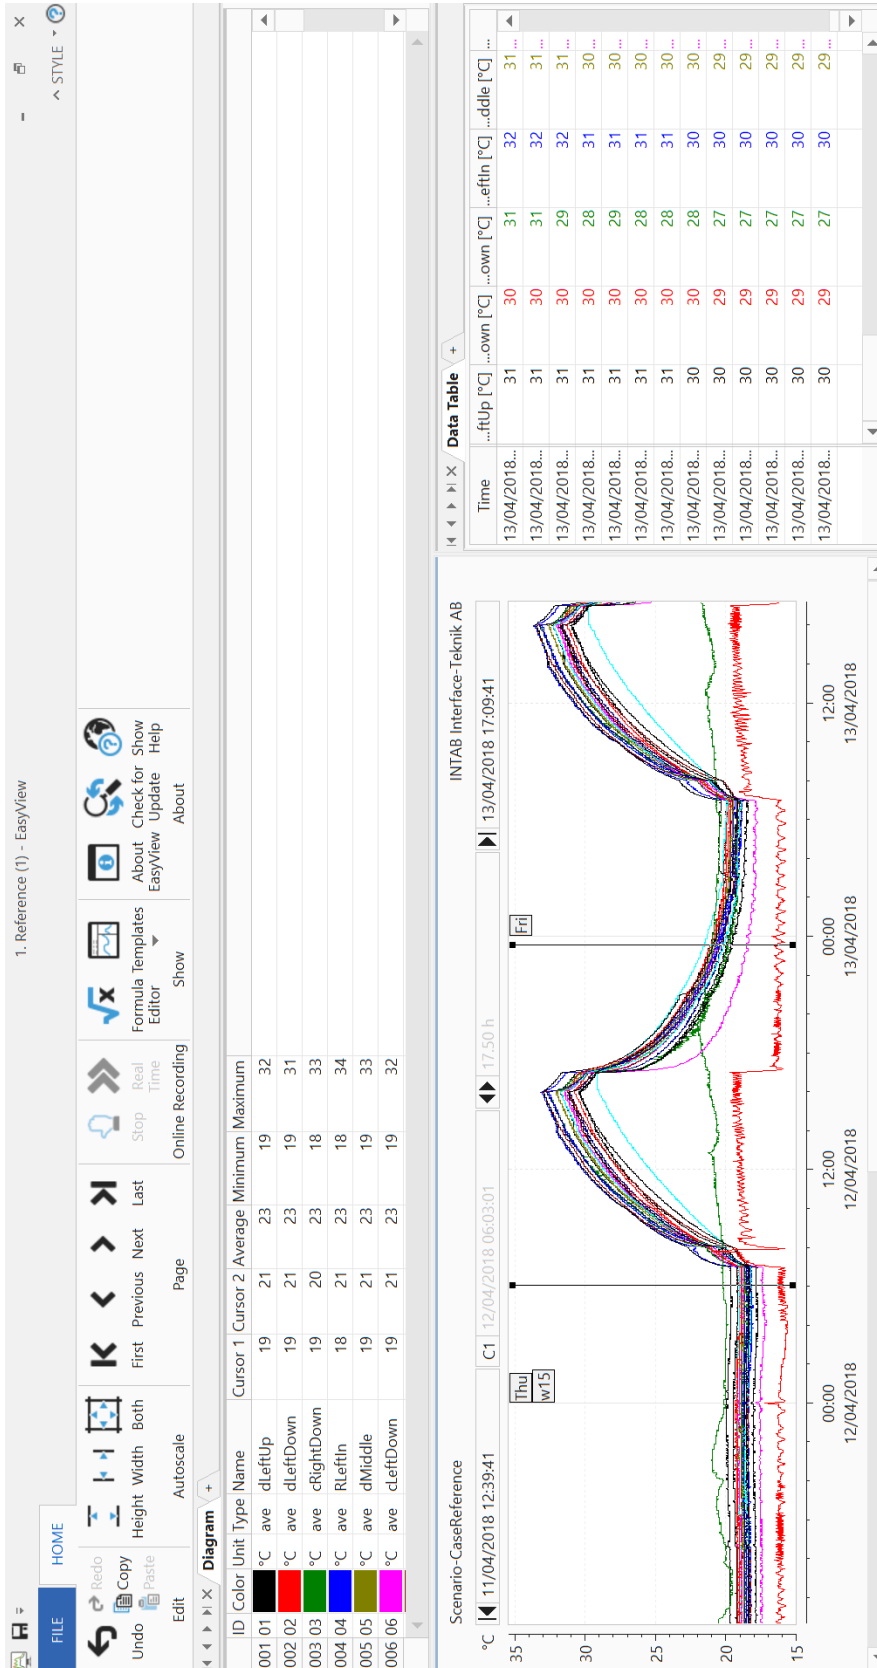 1. Reference (1) - EasyView
FILE
HOME
STYLE
Undo
Redo
Copy
Paste
Edit
Height Width Both
Autoscale
First Previous Next Last
Page
Stop
Real
Time
Online Recording
Formula
Editor
Templates
Show
About
EasyView
Check for
Update
Show
Help
About
Diagram +
ID Color Unit Type Name Cursor 1 Cursor 2 Average Minimum Maximum
001 01 °C ave dLeftUp 19 21 23 19 32
002 02 °C ave dLeftDown 19 21 23 19 31
003 03 °C ave cRightDown 19 20 23 18 33
004 04 °C ave RLeftIn 18 21 23 18 34
005 05 °C ave dMiddle 19 21 23 19 33
006 06 °C ave cLeftDown 19 21 23 19 32
Scenario-CaseReference INTAB Interface-Teknik AB
°C 11/04/2018 12:39:41 C1 12/04/2018 06:03:01 17.50 h 13/04/2018 17:09:41
35
30
25
20
15
Thu
w15
Fri
00:00 12:00 00:00 12:00
12/04/2018 12/04/2018 13/04/2018 13/04/2018
Data Table +
Time ...ftUp [°C] ...own [°C] ...own [°C] ...eftIn [°C] ...ddle [°C] ...
13/04/2018... 31 30 31 32 31 ...
13/04/2018... 31 30 31 32 31 ...
13/04/2018... 31 30 29 32 31 ...
13/04/2018... 31 30 28 31 30 ...
13/04/2018... 31 30 29 31 30 ...
13/04/2018... 31 30 28 31 30 ...
13/04/2018... 31 30 28 31 30 ...
13/04/2018... 30 30 28 30 30 ...
13/04/2018... 30 29 27 30 29 ...
13/04/2018... 30 29 27 30 29 ...
13/04/2018... 30 29 27 30 29 ...
13/04/2018... 30 29 27 30 29 ...
13/04/2018... 30 29 27 30 29 ...